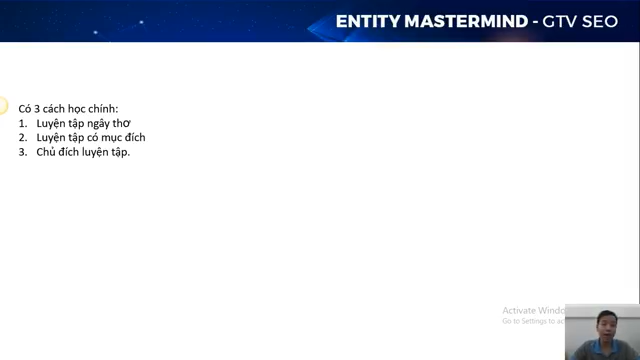 ENTITY MASTERMIND - GTV SEO
Có 3 cách học chính:
1. Luyện tập ngây thơ
2. Luyện tập có mục đích
3. Chủ đích luyện tập.
Activate Windo
Go to Settings to ac